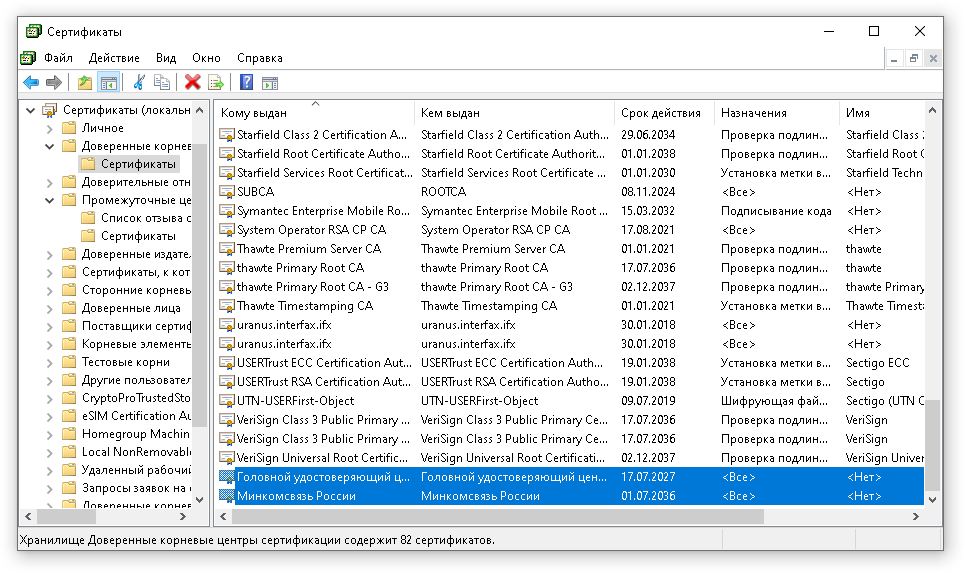 Сертификаты
Файл Действие Вид Окно Справка
Сертификаты (локальн
Личное
Доверенные корнев
Сертификаты
Доверительные отн
Промежуточные це
Список отзыва с
Сертификаты
Доверенные издате
Сертификаты, к кот
Сторонние корневы
Доверенные лица
Поставщики сертиф
Корневые элементы
Тестовые корни
Другие пользовател
CryptoProTrustedSto
eSIM Certification Au
Homegroup Machin
Local NonRemovable
Удаленный рабочий
Запросы заявок на с
Доверенные корнев
Кому выдан Кем выдан Срок действия Назначения Имя
Starfield Class 2 Certification A... Starfield Class 2 Certification Auth... 29.06.2034 Проверка подлин... Starfield Class 2
Starfield Root Certificate Autho... Starfield Root Certificate Authorit... 01.01.2038 Проверка подлин... Starfield Root C
Starfield Services Root Certificat... Starfield Services Root Certificate ... 01.01.2030 Установка метки в... Starfield Techn
SUBCA ROOTCA 08.11.2024 <Все> <Нет>
Symantec Enterprise Mobile Ro... Symantec Enterprise Mobile Root ... 15.03.2032 Подписывание кода <Нет>
System Operator RSA CP CA System Operator RSA CP CA 17.08.2021 <Все> <Нет>
Thawte Premium Server CA Thawte Premium Server CA 01.01.2021 Проверка подлин... thawte
thawte Primary Root CA thawte Primary Root CA 17.07.2036 Проверка подлин... thawte
thawte Primary Root CA - G3 thawte Primary Root CA - G3 02.12.2037 Проверка подлин... thawte Primary
Thawte Timestamping CA Thawte Timestamping CA 01.01.2021 Установка метки в... Thawte Timest
uranus.interfax.ifx uranus.interfax.ifx 30.01.2018 <Все> <Нет>
uranus.interfax.ifx uranus.interfax.ifx 30.01.2018 <Все> <Нет>
USERTrust ECC Certification Aut... USERTrust ECC Certification Auth... 19.01.2038 Установка метки в... Sectigo ECC
USERTrust RSA Certification Aut... USERTrust RSA Certification Autho... 19.01.2038 Установка метки в... Sectigo
UTN-USERFirst-Object UTN-USERFirst-Object 09.07.2019 Шифрующая фай... Sectigo (UTN O
VeriSign Class 3 Public Primary ... VeriSign Class 3 Public Primary Ce... 17.07.2036 Проверка подлин... VeriSign
VeriSign Class 3 Public Primary ... VeriSign Class 3 Public Primary Ce... 17.07.2036 Проверка подлин... VeriSign
VeriSign Universal Root Certific... VeriSign Universal Root Certificati... 02.12.2037 Проверка подлин... VeriSign Univer
Головной удостоверяющий ц... Головной удостоверяющий цен... 17.07.2027 <Все> <Нет>
Минкомсвязь России Минкомсвязь России 01.07.2036 <Все> <Нет>
Хранилище Доверенные корневые центры сертификации содержит 82 сертификатов.